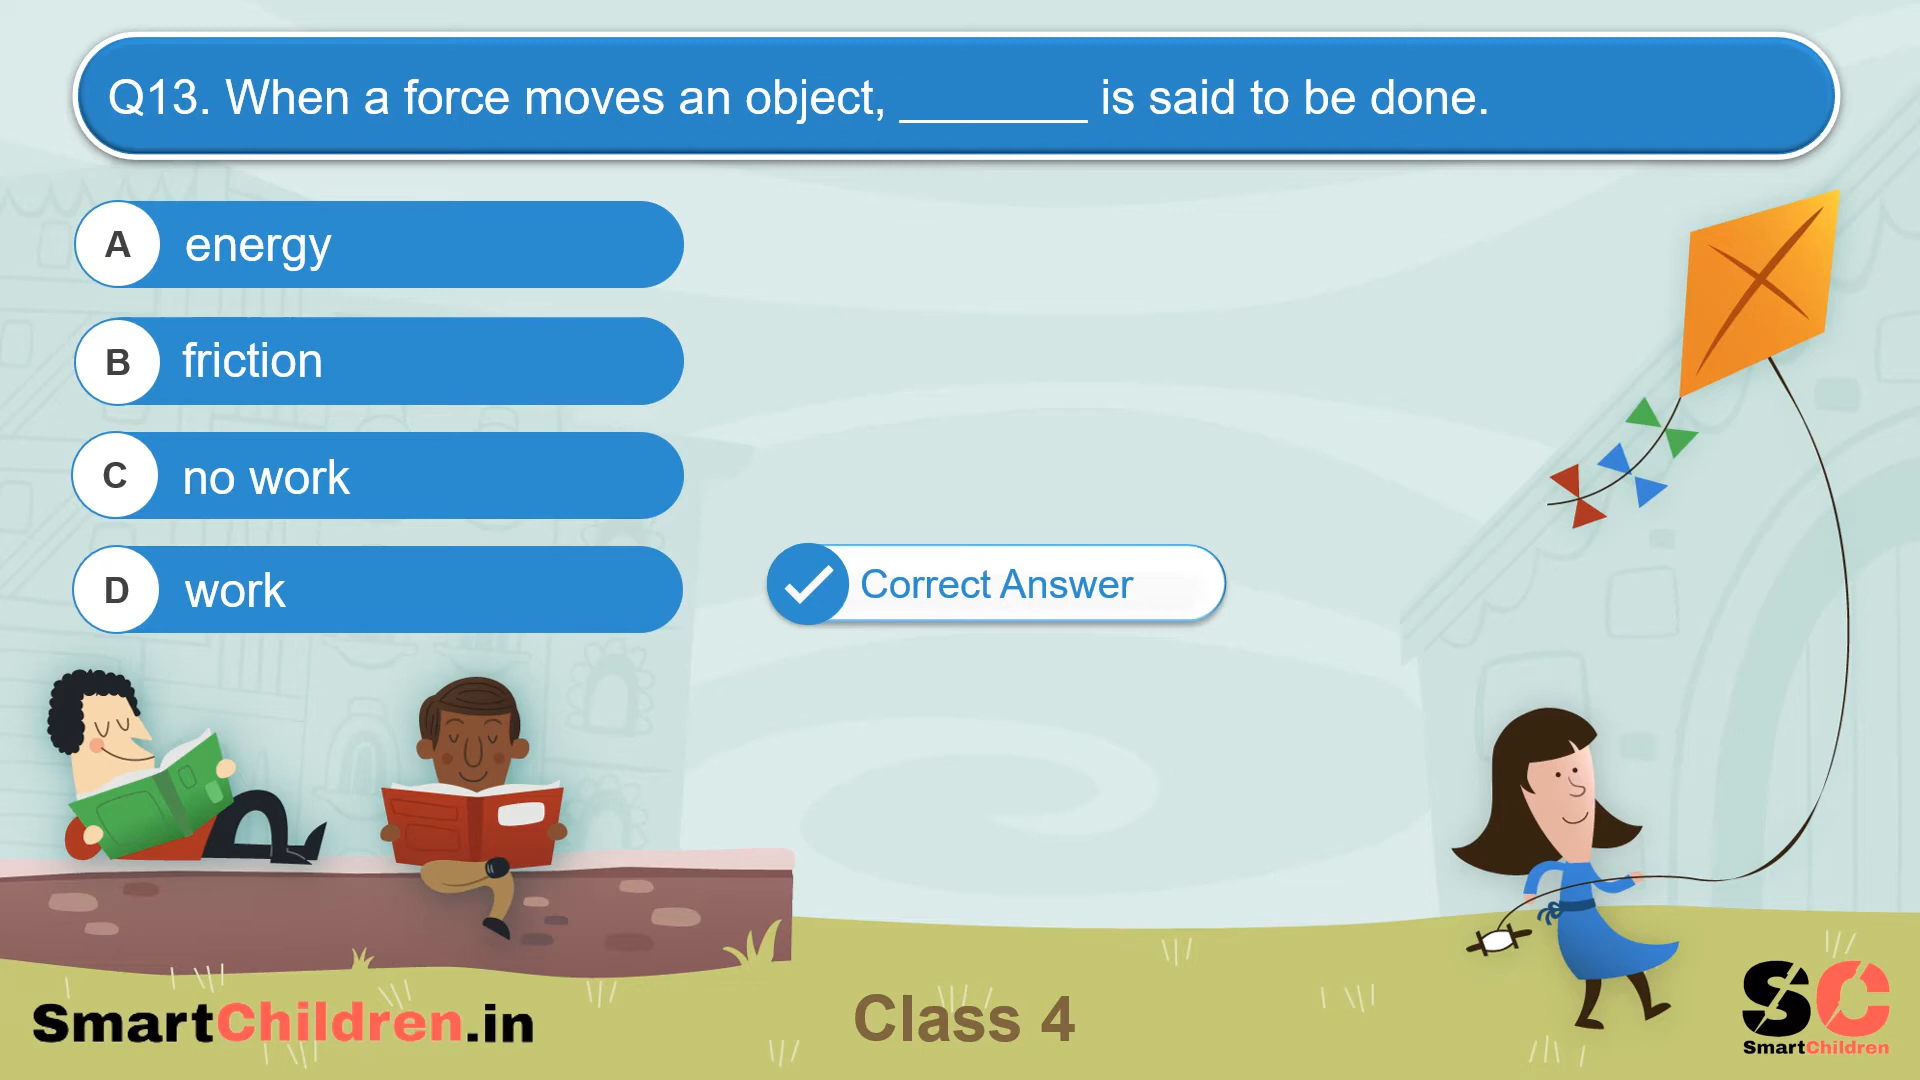 Q13. When a force moves an object, ________ is said to be done.
A energy
B friction
C no work
D work
Correct Answer
SmartChildren.in
Class 4
SC
SmartChildren